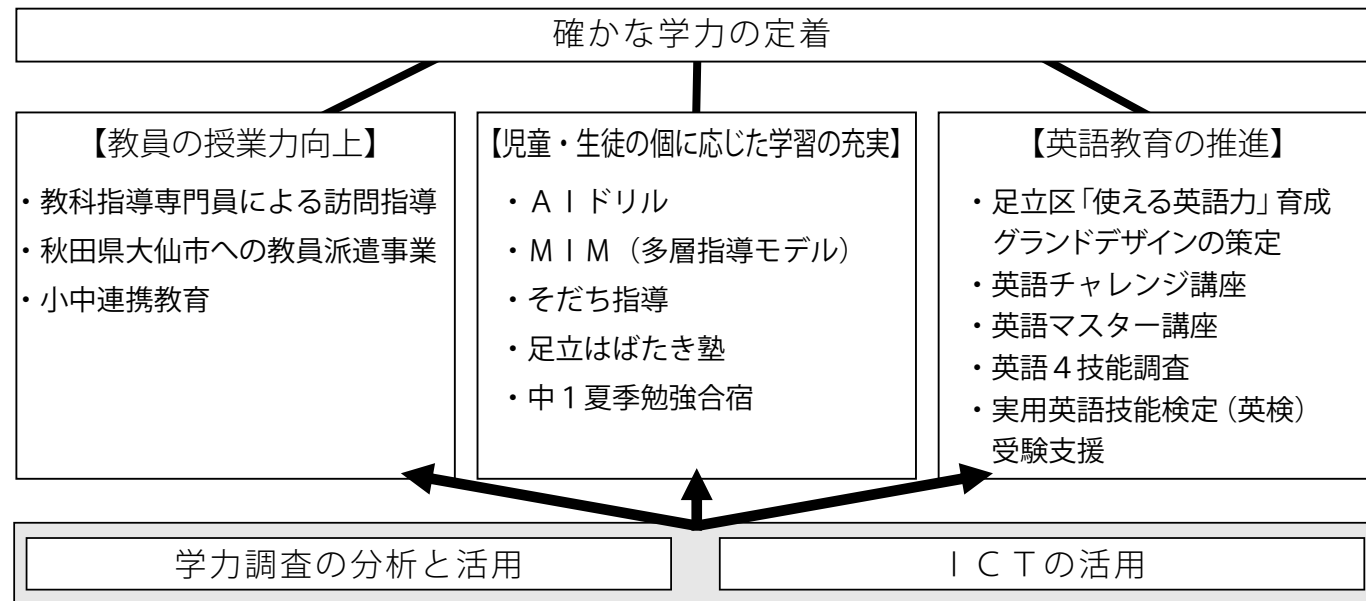 確かな学力の定着
【教員の授業力向上】
・教科指導専門員による訪問指導
・秋田県大仙市への教員派遣事業
・小中連携教育
【児童・生徒の個に応じた学習の充実】
・ＡＩドリル
・ＭＩＭ（多層指導モデル）
・そだち指導
・足立はばたき塾
・中１夏季勉強合宿
【英語教育の推進】
・足立区「使える英語力」育成
グランドデザインの策定
・英語チャレンジ講座
・英語マスター講座
・英語４技能調査
・実用英語技能検定（英検）
受験支援
学力調査の分析と活用
ＩＣＴの活用